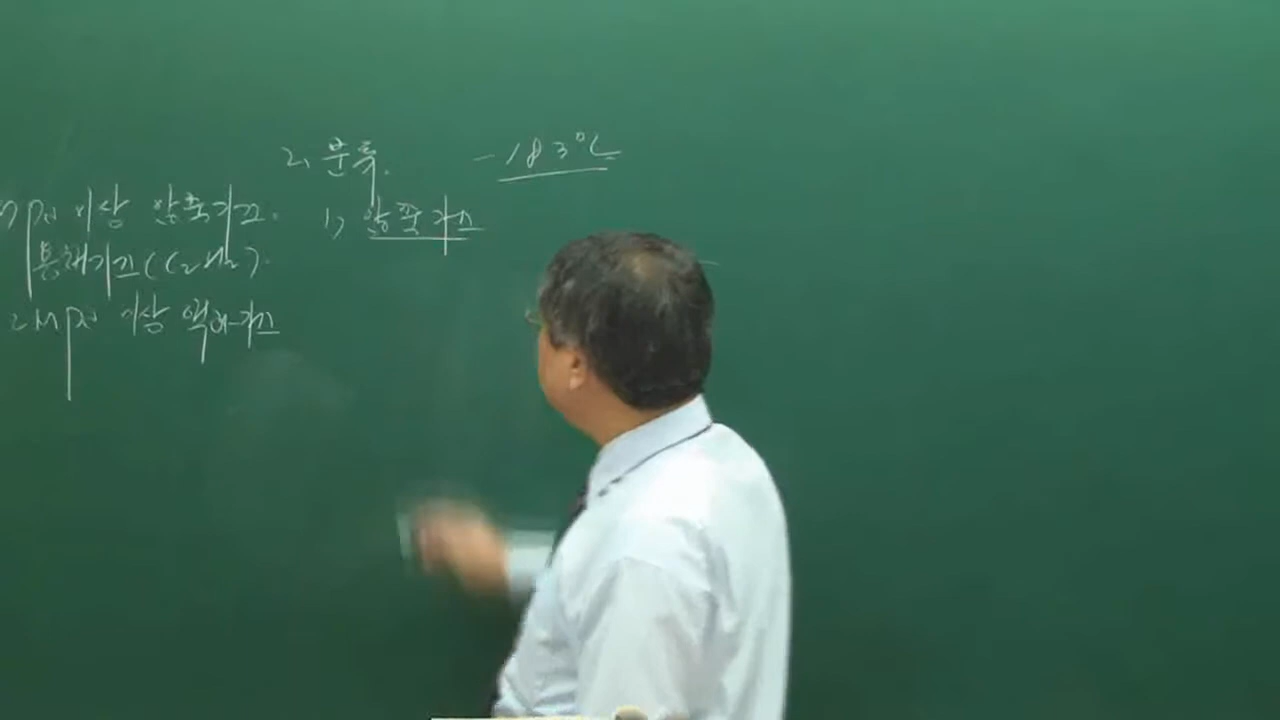 이상 압축가스.
용해가스(C₂H₂).
2MPa 이상 액화가스
2. 분류. -183℃
1) 압축가스